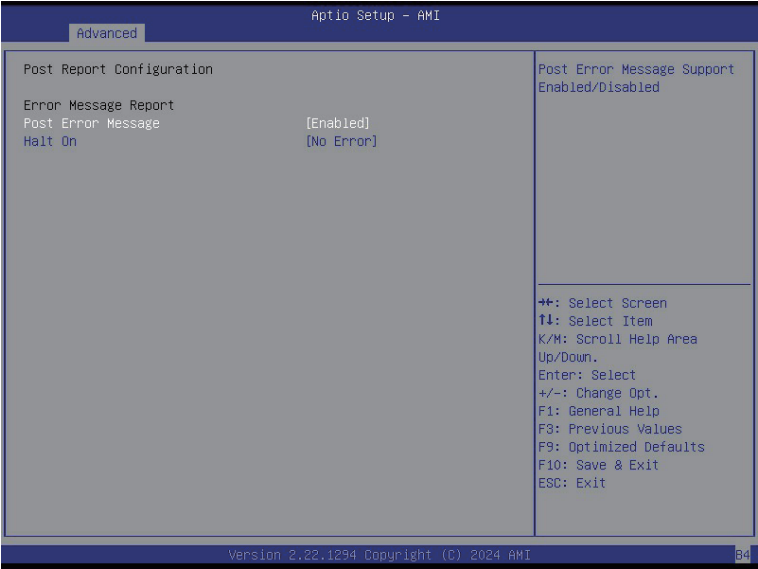 Aptio Setup – AMI
Advanced
Post Report Configuration
Error Message Report
Post Error Message [Enabled]
Halt On [No Error]
Post Error Message Support
Enabled/Disabled
→←: Select Screen
↑↓: Select Item
K/M: Scroll Help Area
Up/Down.
Enter: Select
+/-: Change Opt.
F1: General Help
F3: Previous Values
F9: Optimized Defaults
F10: Save & Exit
ESC: Exit
Version 2.22.1294 Copyright (C) 2024 AMI
B4